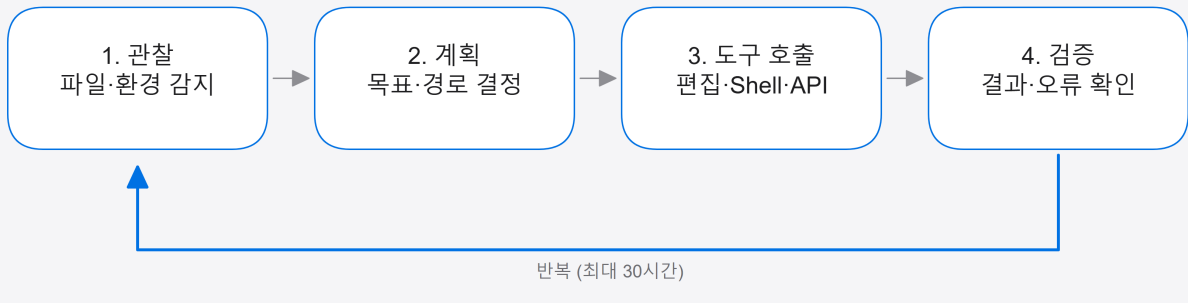 1. 관찰
파일·환경 감지
2. 계획
목표·경로 결정
3. 도구 호출
편집·Shell·API
4. 검증
결과·오류 확인
반복 (최대 30시간)